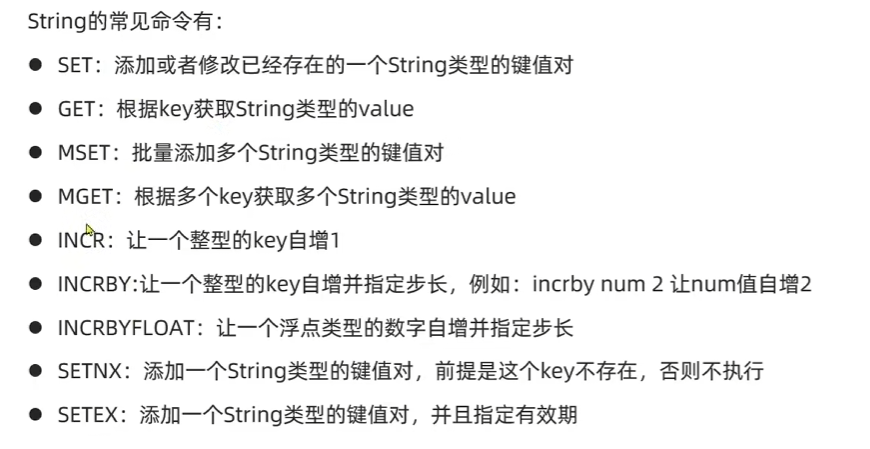 String的常见命令有：
● SET：添加或者修改已经存在的一个String类型的键值对
● GET：根据key获取String类型的value
● MSET：批量添加多个String类型的键值对
● MGET：根据多个key获取多个String类型的value
● INCR：让一个整型的key自增1
● INCRBY:让一个整型的key自增并指定步长，例如：incrby num 2 让num值自增2
● INCRBYFLOAT：让一个浮点类型的数字自增并指定步长
● SETNX：添加一个String类型的键值对，前提是这个key不存在，否则不执行
● SETEX：添加一个String类型的键值对，并且指定有效期